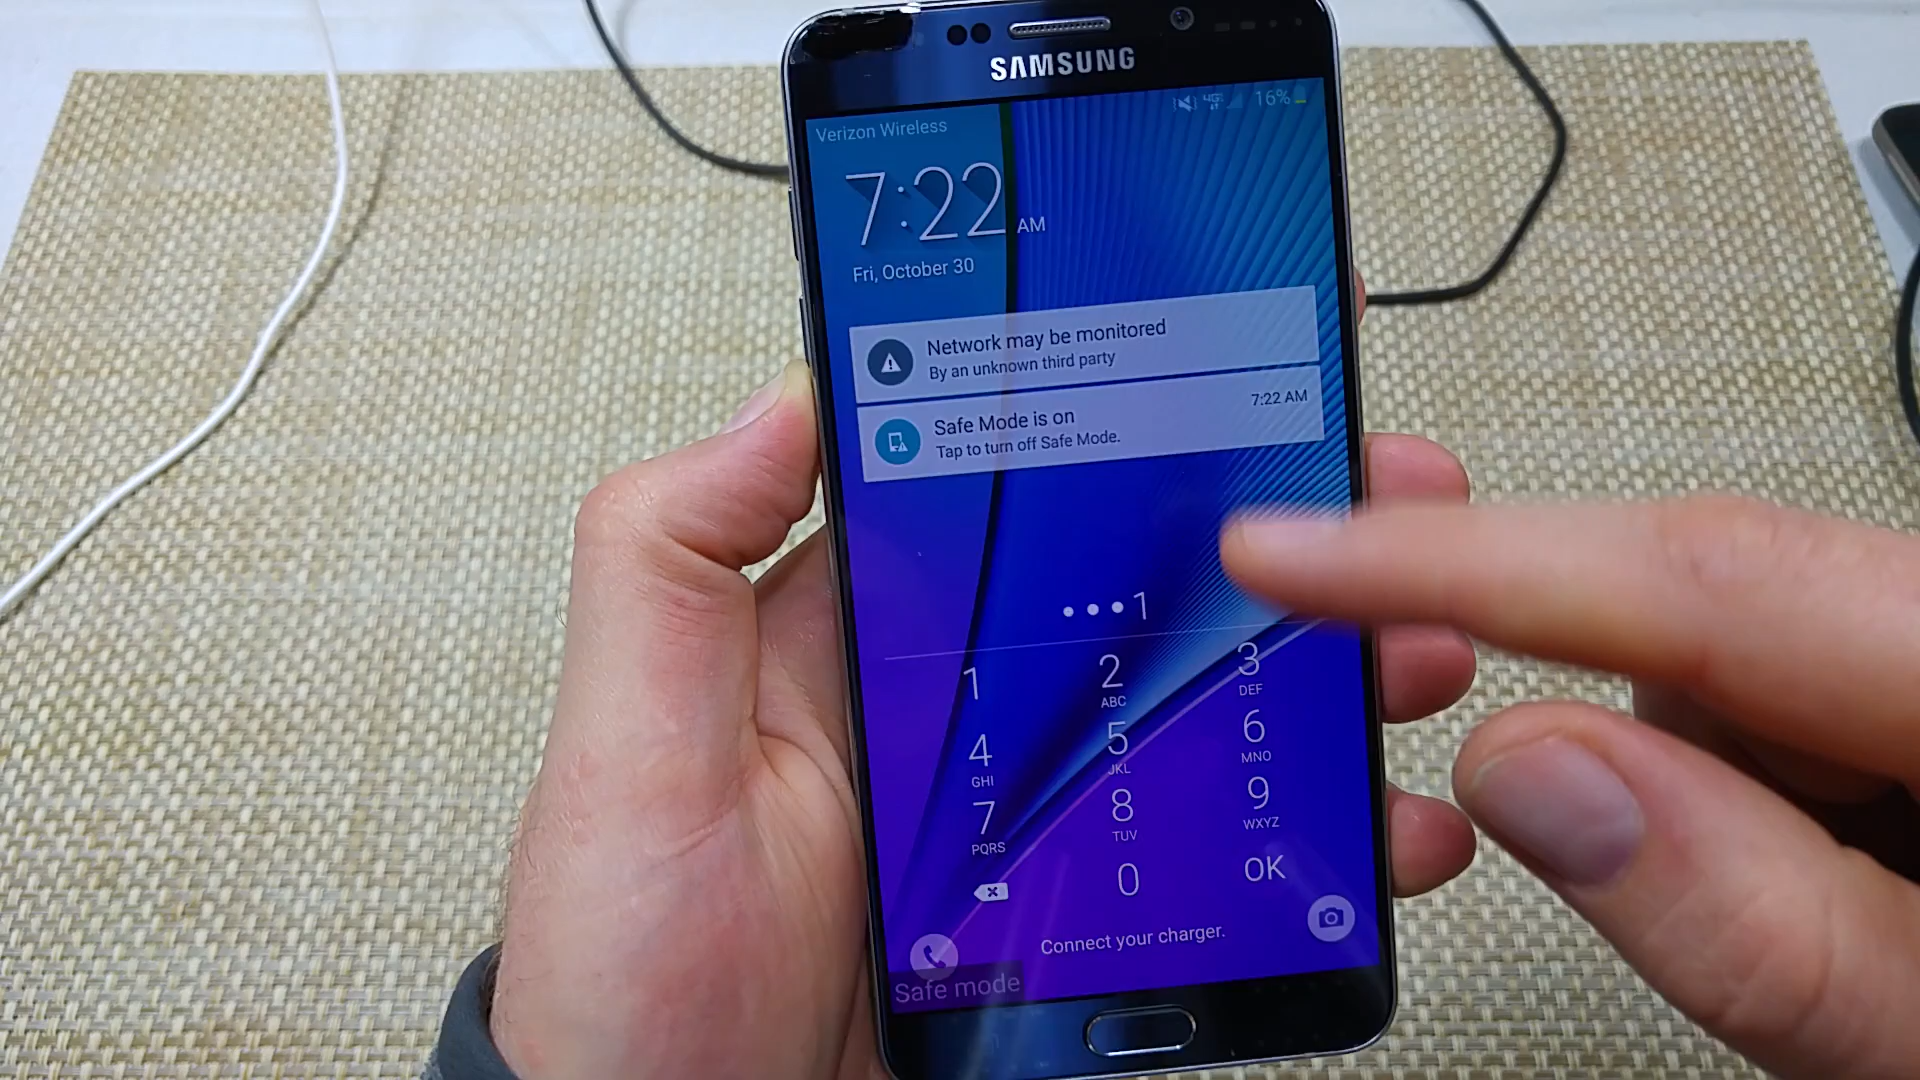 SAMSUNG
4G
16%
Verizon Wireless
7:22 AM
Fri, October 30
Network may be monitored
By an unknown third party
Safe Mode is on
7:22 AM
Tap to turn off Safe Mode.
•••1
1 2 3
ABC DEF
4 5 6
GHI JKL MNO
7 8 9
PQRS TUV WXYZ
0 OK
Connect your charger.
Safe mode